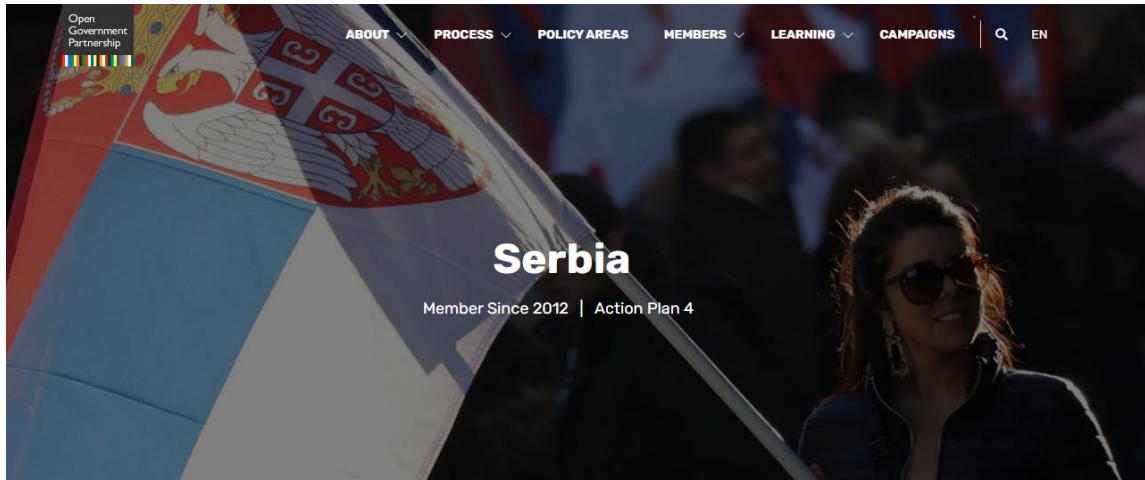 Open
Government
Partnership
ABOUT PROCESS POLICY AREAS MEMBERS LEARNING CAMPAIGNS EN
Serbia
Member Since 2012 | Action Plan 4